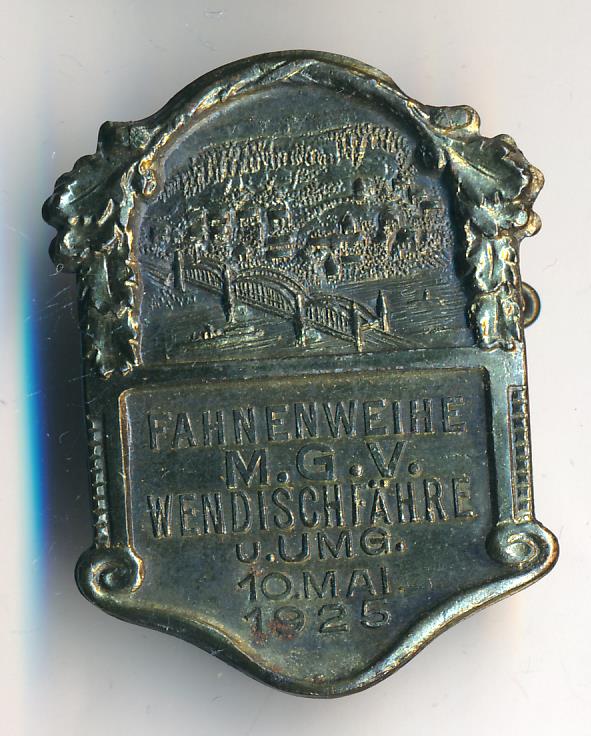 FAHNENWEIHE
M.G.V.
WENDISCHFÄHRE
U.UMG.
10.MAI
1925